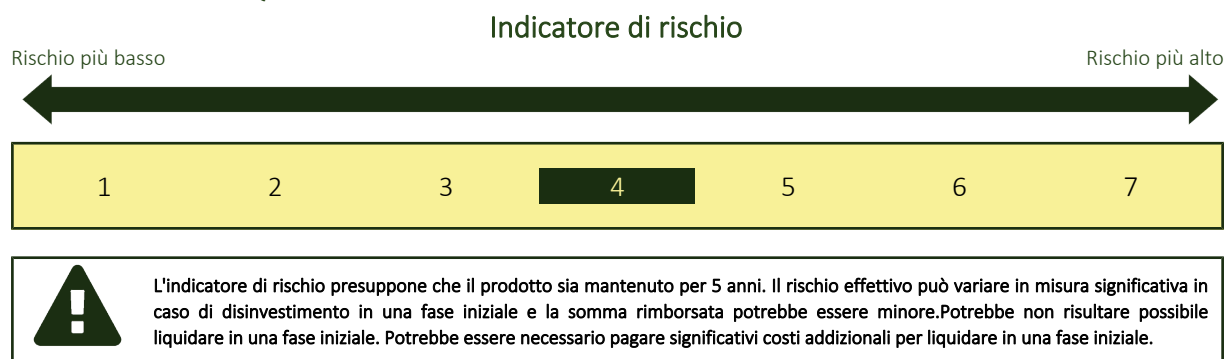 Indicatore di rischio
Rischio più basso
Rischio più alto
1 2 3 4 5 6 7
L'indicatore di rischio presuppone che il prodotto sia mantenuto per 5 anni. Il rischio effettivo può variare in misura significativa in
caso di disinvestimento in una fase iniziale e la somma rimborsata potrebbe essere minore.Potrebbe non risultare possibile
liquidare in una fase iniziale. Potrebbe essere necessario pagare significativi costi addizionali per liquidare in una fase iniziale.